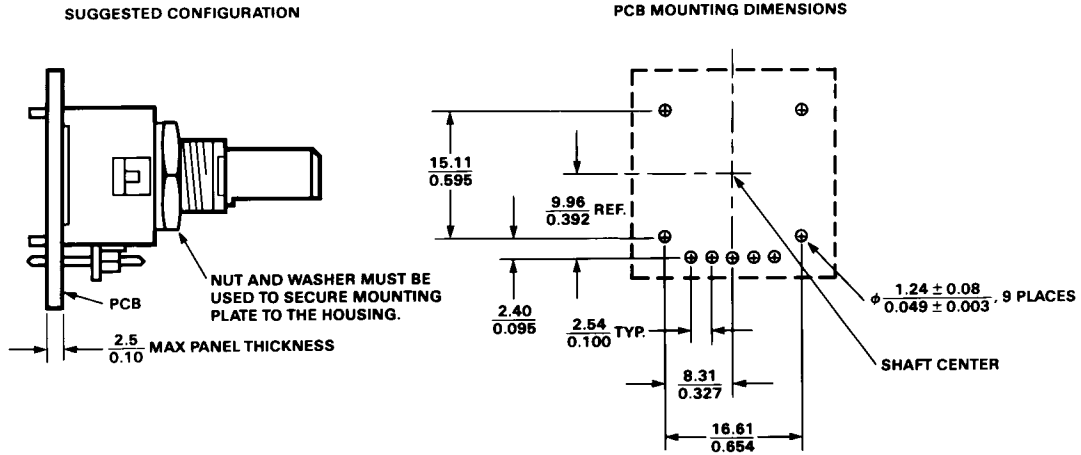 SUGGESTED CONFIGURATION
PCB MOUNTING DIMENSIONS
15.11
0.595
9.96
0.392 REF.
NUT AND WASHER MUST BE
USED TO SECURE MOUNTING
PLATE TO THE HOUSING.
PCB
2.5
0.10 MAX PANEL THICKNESS
2.40
0.095
2.54
0.100 TYP.
ϕ 1.24 ± 0.08
0.049 ± 0.003 , 9 PLACES
SHAFT CENTER
8.31
0.327
16.61
0.654